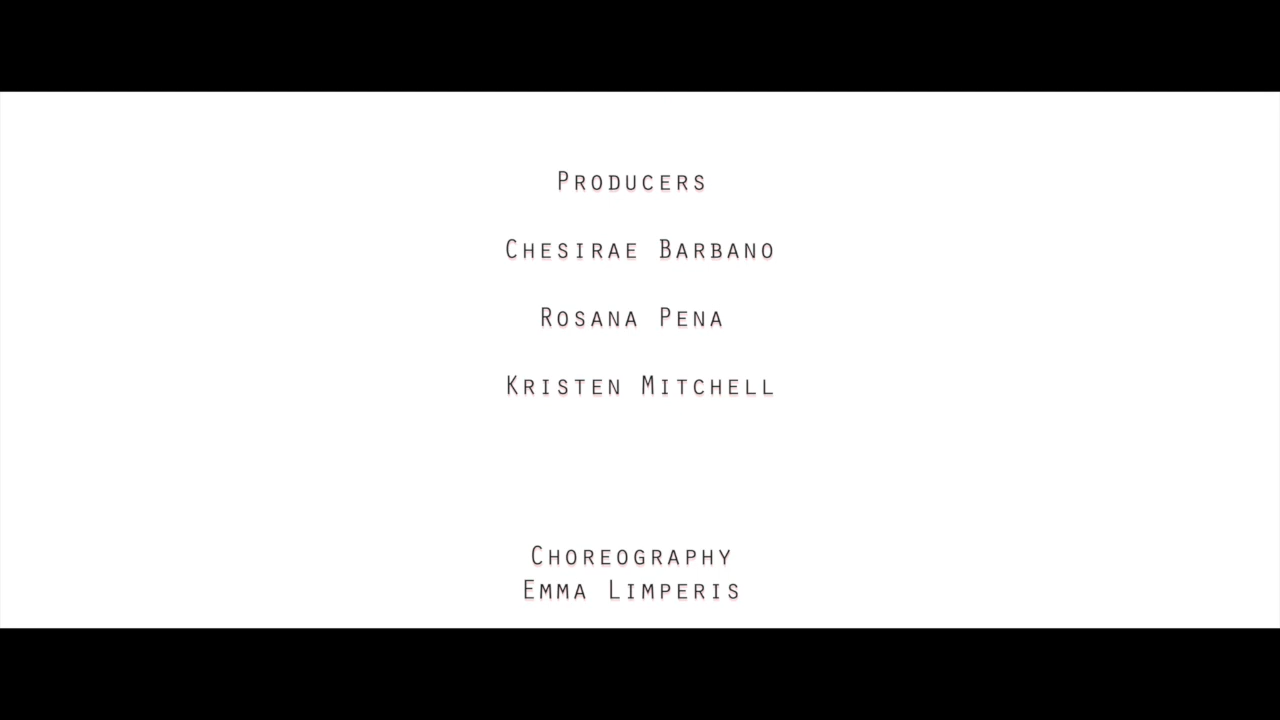 Producers
Chesirae Barbano
Rosana Pena
Kristen Mitchell
Choreography
Emma Limperis